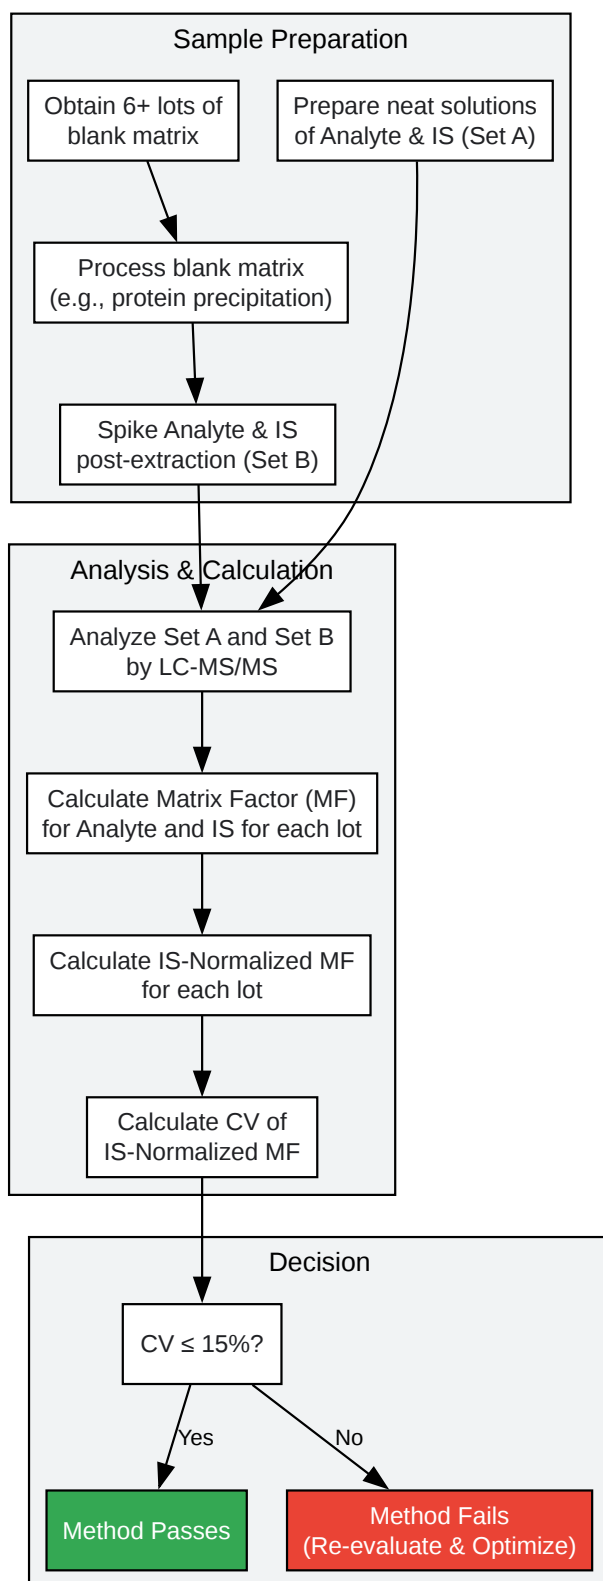 Sample Preparation
Obtain 6+ lots of
blank matrix
Prepare neat solutions
of Analyte & IS (Set A)
Process blank matrix
(e.g., protein precipitation)
Spike Analyte & IS
post-extraction (Set B)
Analysis & Calculation
Analyze Set A and Set B
by LC-MS/MS
Calculate Matrix Factor (MF)
for Analyte and IS for each lot
Calculate IS-Normalized MF
for each lot
Calculate CV of
IS-Normalized MF
Decision
CV ≤ 15%?
Yes
No
Method Passes
Method Fails
(Re-evaluate & Optimize)